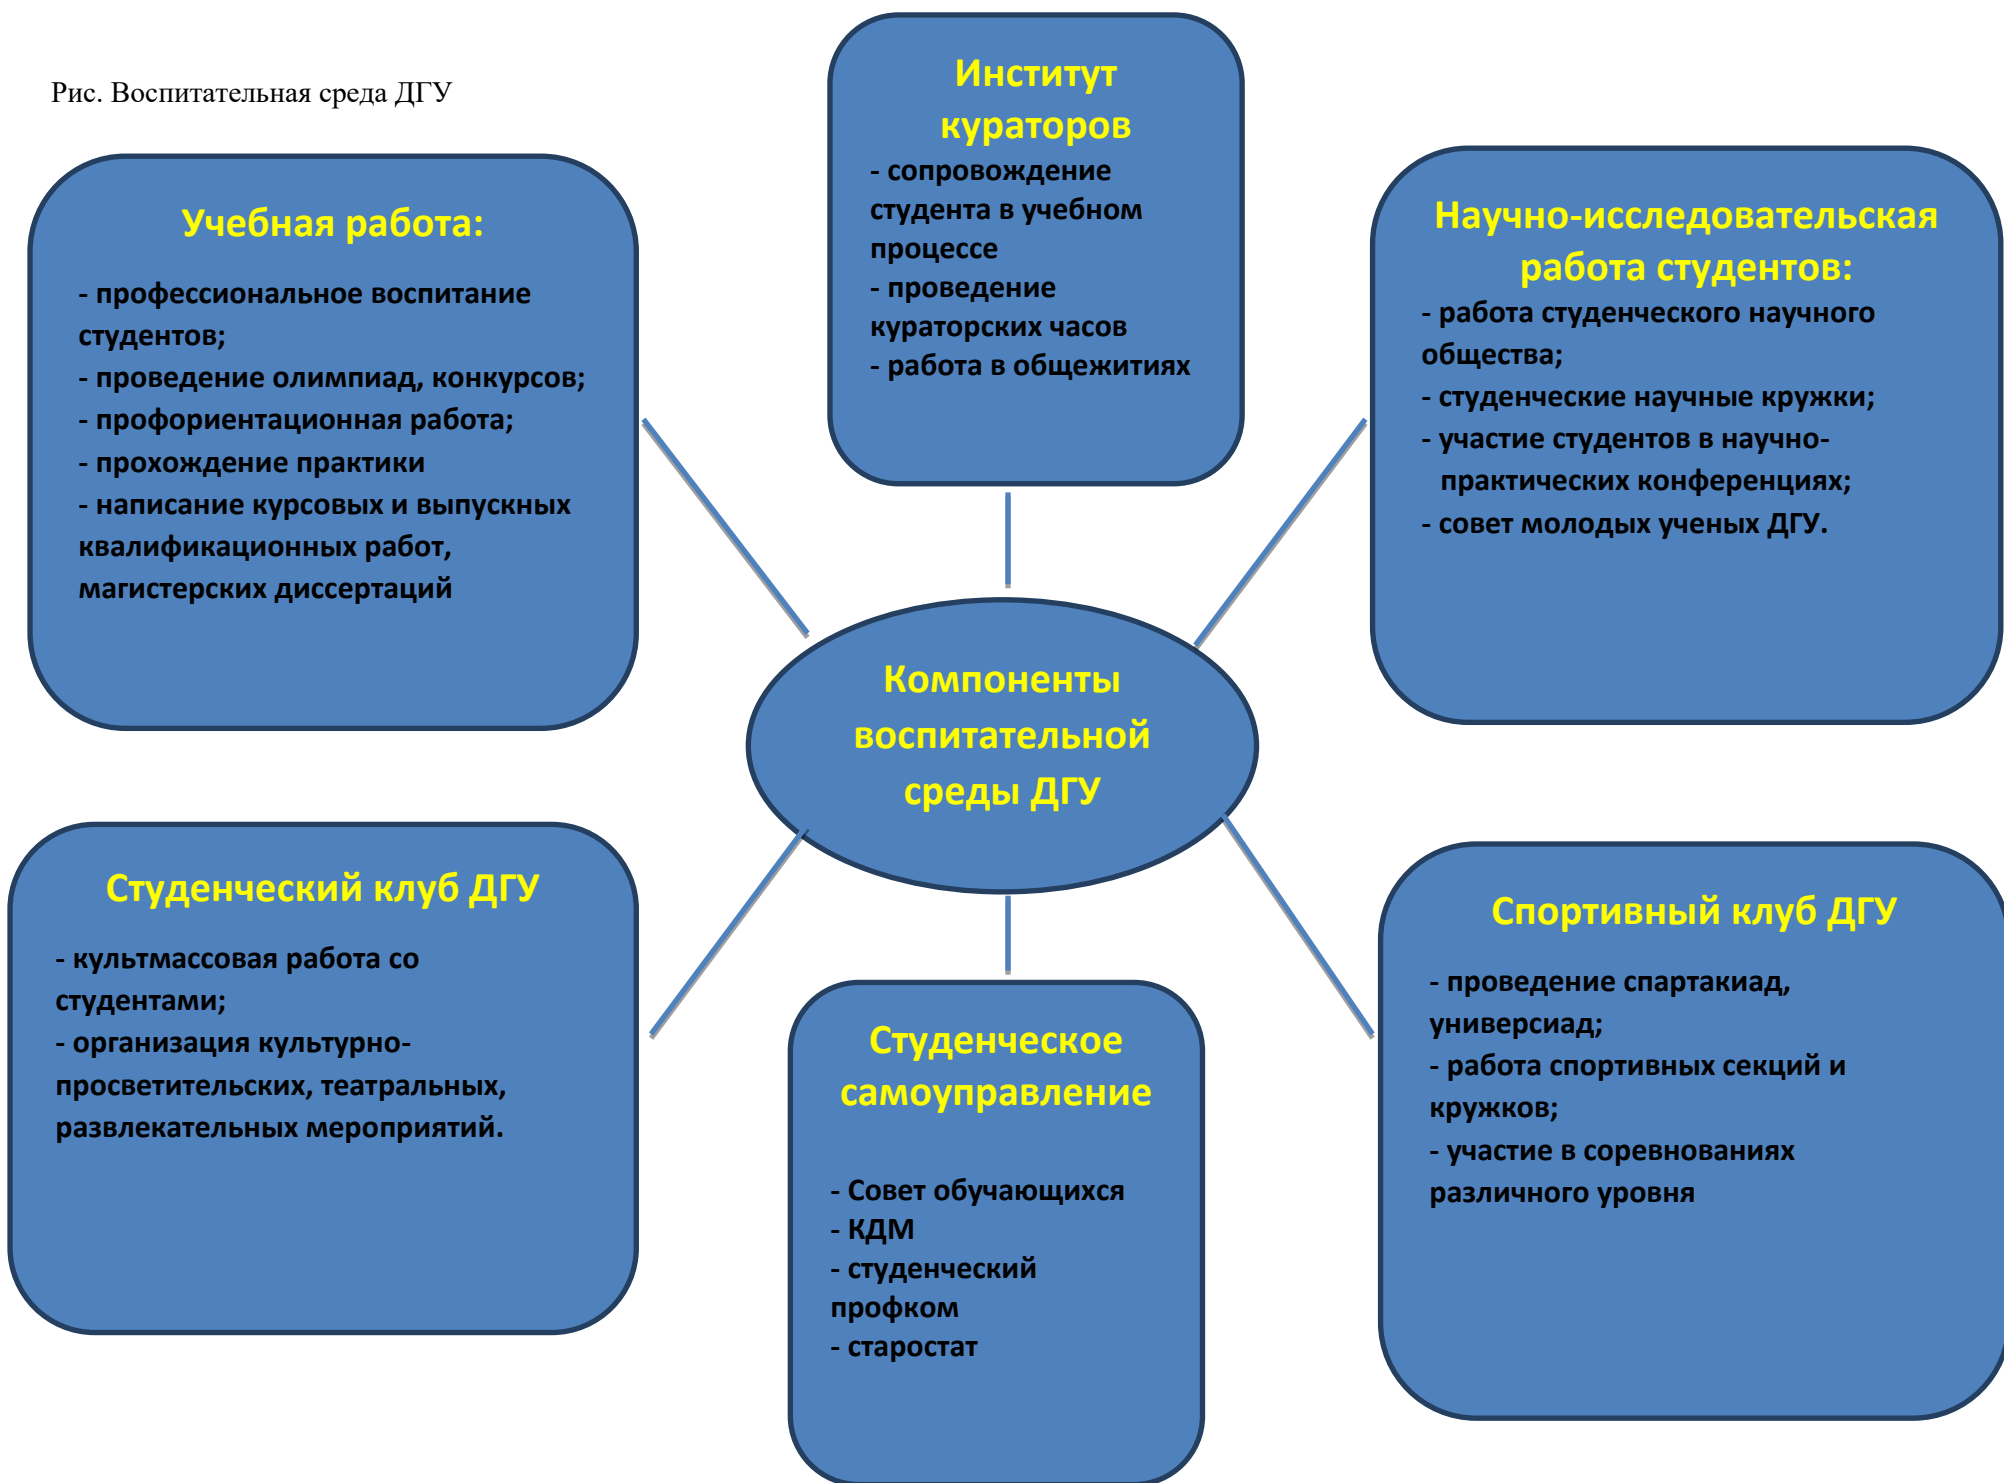 Рис. Воспитательная среда ДГУ
Институт
кураторов
- сопровождение
студента в учебном
процессе
- проведение
кураторских часов
- работа в общежитиях
Учебная работа:
- профессиональное воспитание
студентов;
- проведение олимпиад, конкурсов;
- профориентационная работа;
- прохождение практики
- написание курсовых и выпускных
квалификационных работ,
магистерских диссертаций
Научно-исследовательская
работа студентов:
- работа студенческого научного
общества;
- студенческие научные кружки;
- участие студентов в научно-
практических конференциях;
- совет молодых ученых ДГУ.
Компоненты
воспитательной
среды ДГУ
Студенческий клуб ДГУ
- культмассовая работа со
студентами;
- организация культурно-
просветительских, театральных,
развлекательных мероприятий.
Студенческое
самоуправление
- Совет обучающихся
- КДМ
- студенческий
профком
- старостат
Спортивный клуб ДГУ
- проведение спартакиад,
универсиад;
- работа спортивных секций и
кружков;
- участие в соревнованиях
различного уровня